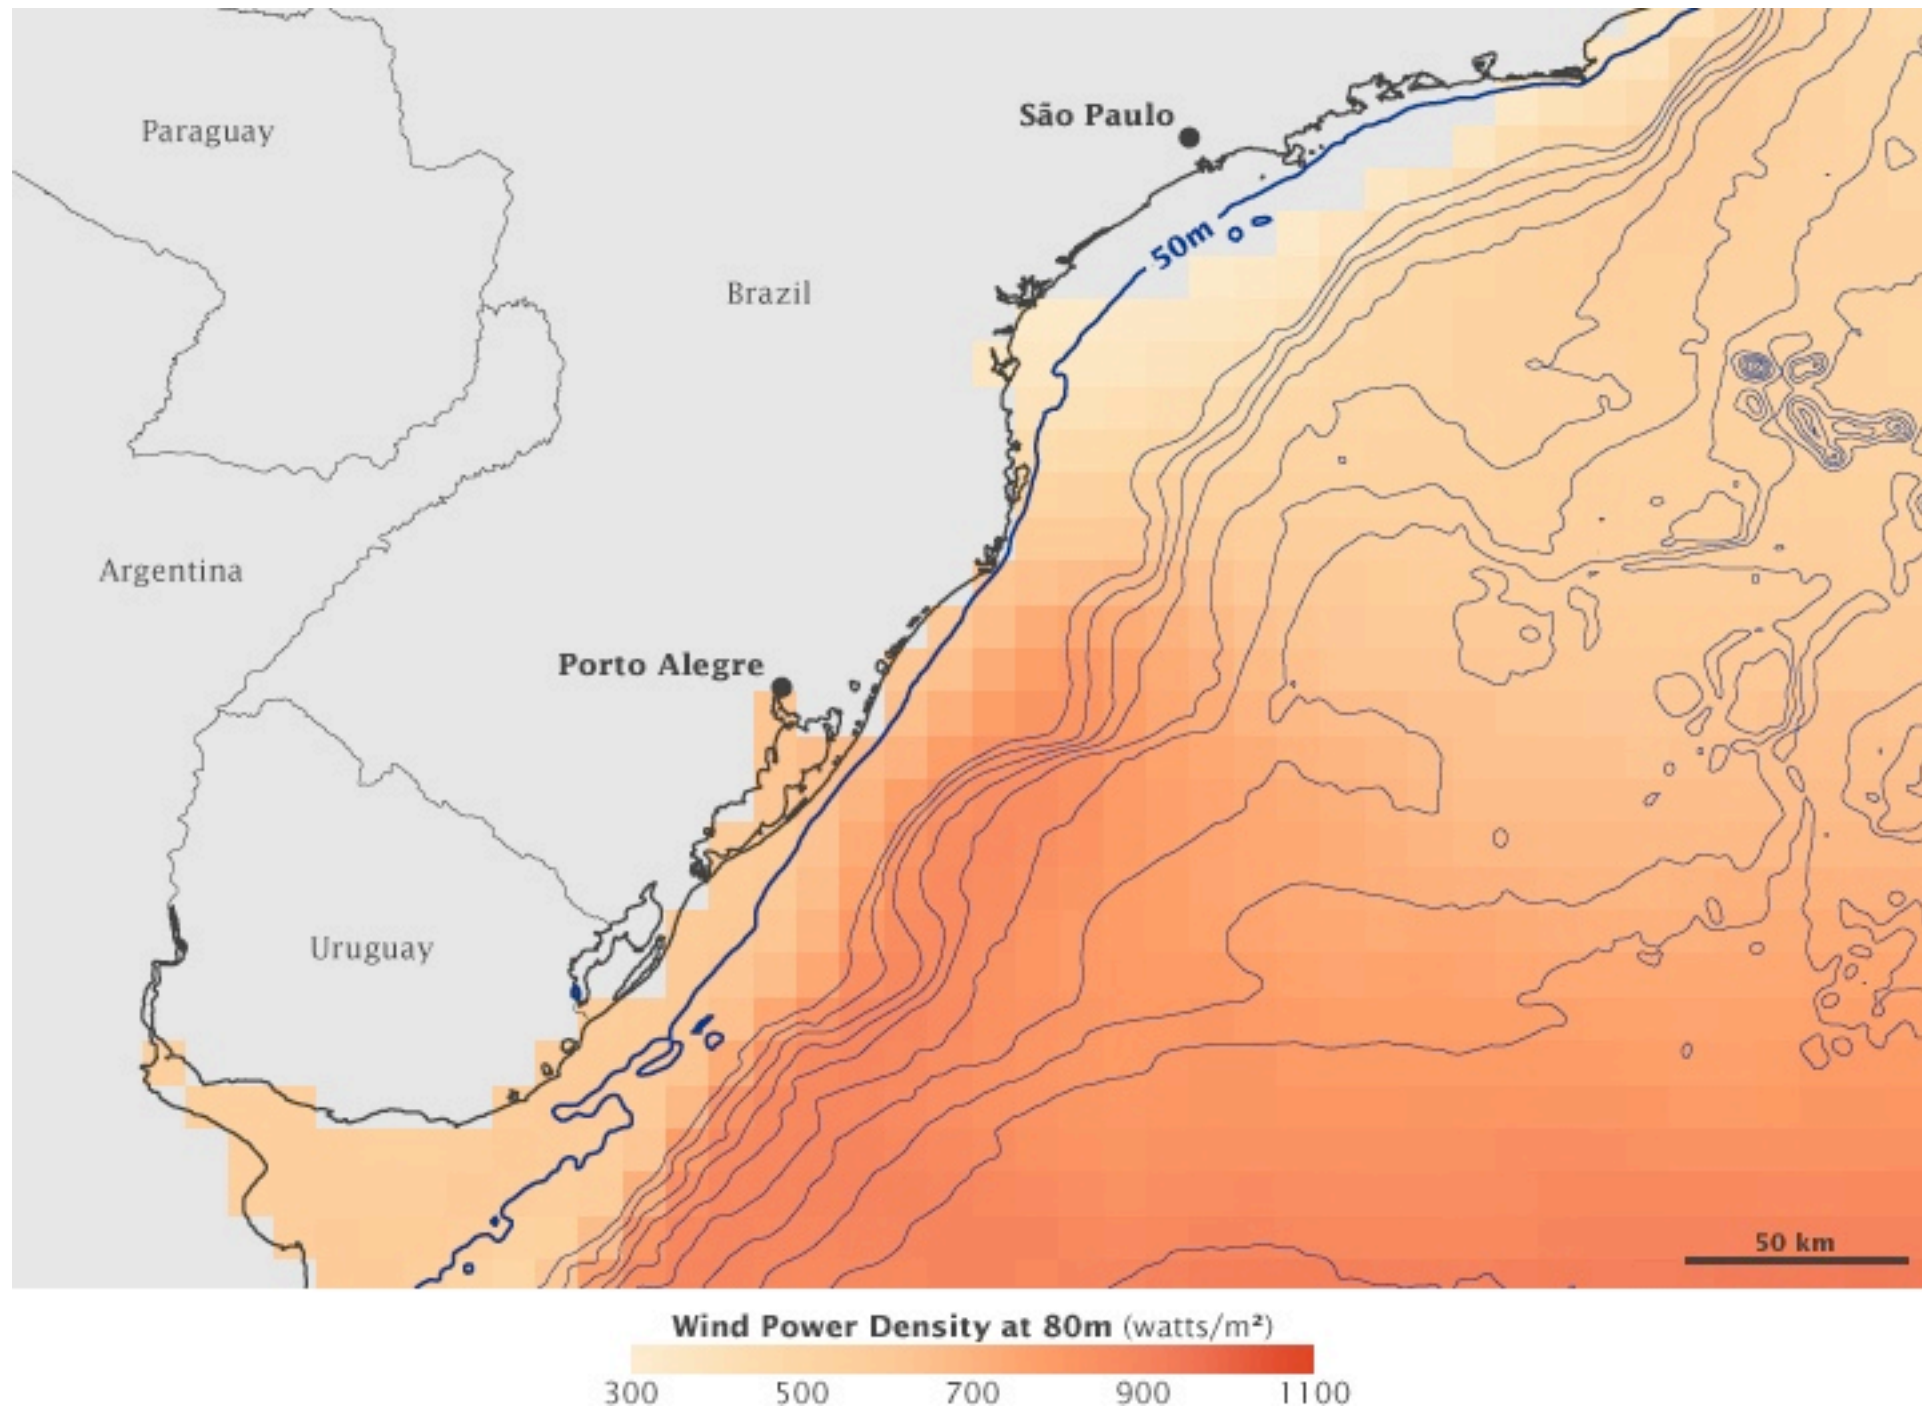 São Paulo
Paraguay
50m
Brazil
Argentina
Porto Alegre
Uruguay
50 km
Wind Power Density at 80m (watts/m²)
300 500 700 900 1100